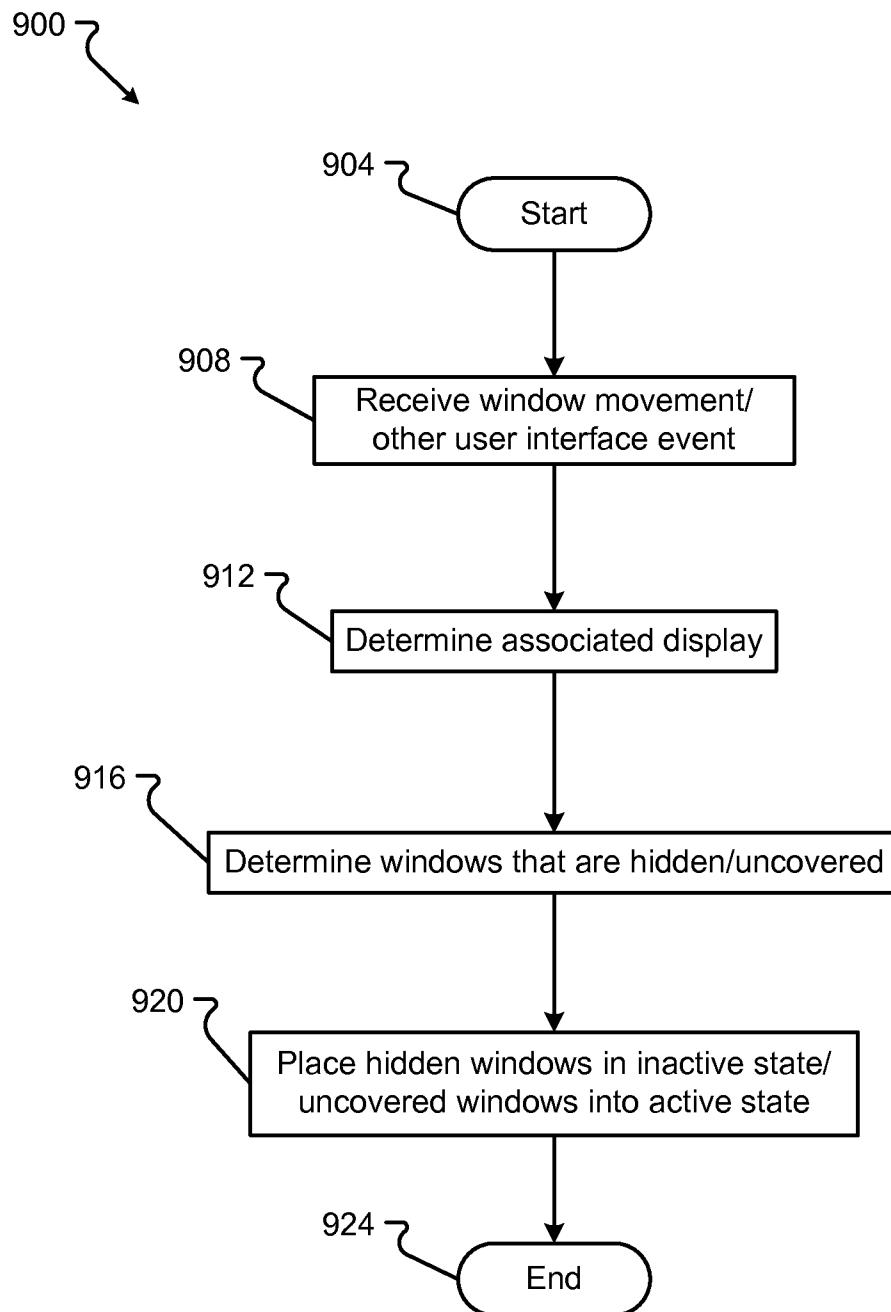 900
904
Start
908
Receive window movement/
other user interface event
912
Determine associated display
916
Determine windows that are hidden/uncovered
920
Place hidden windows in inactive state/
uncovered windows into active state
924
End